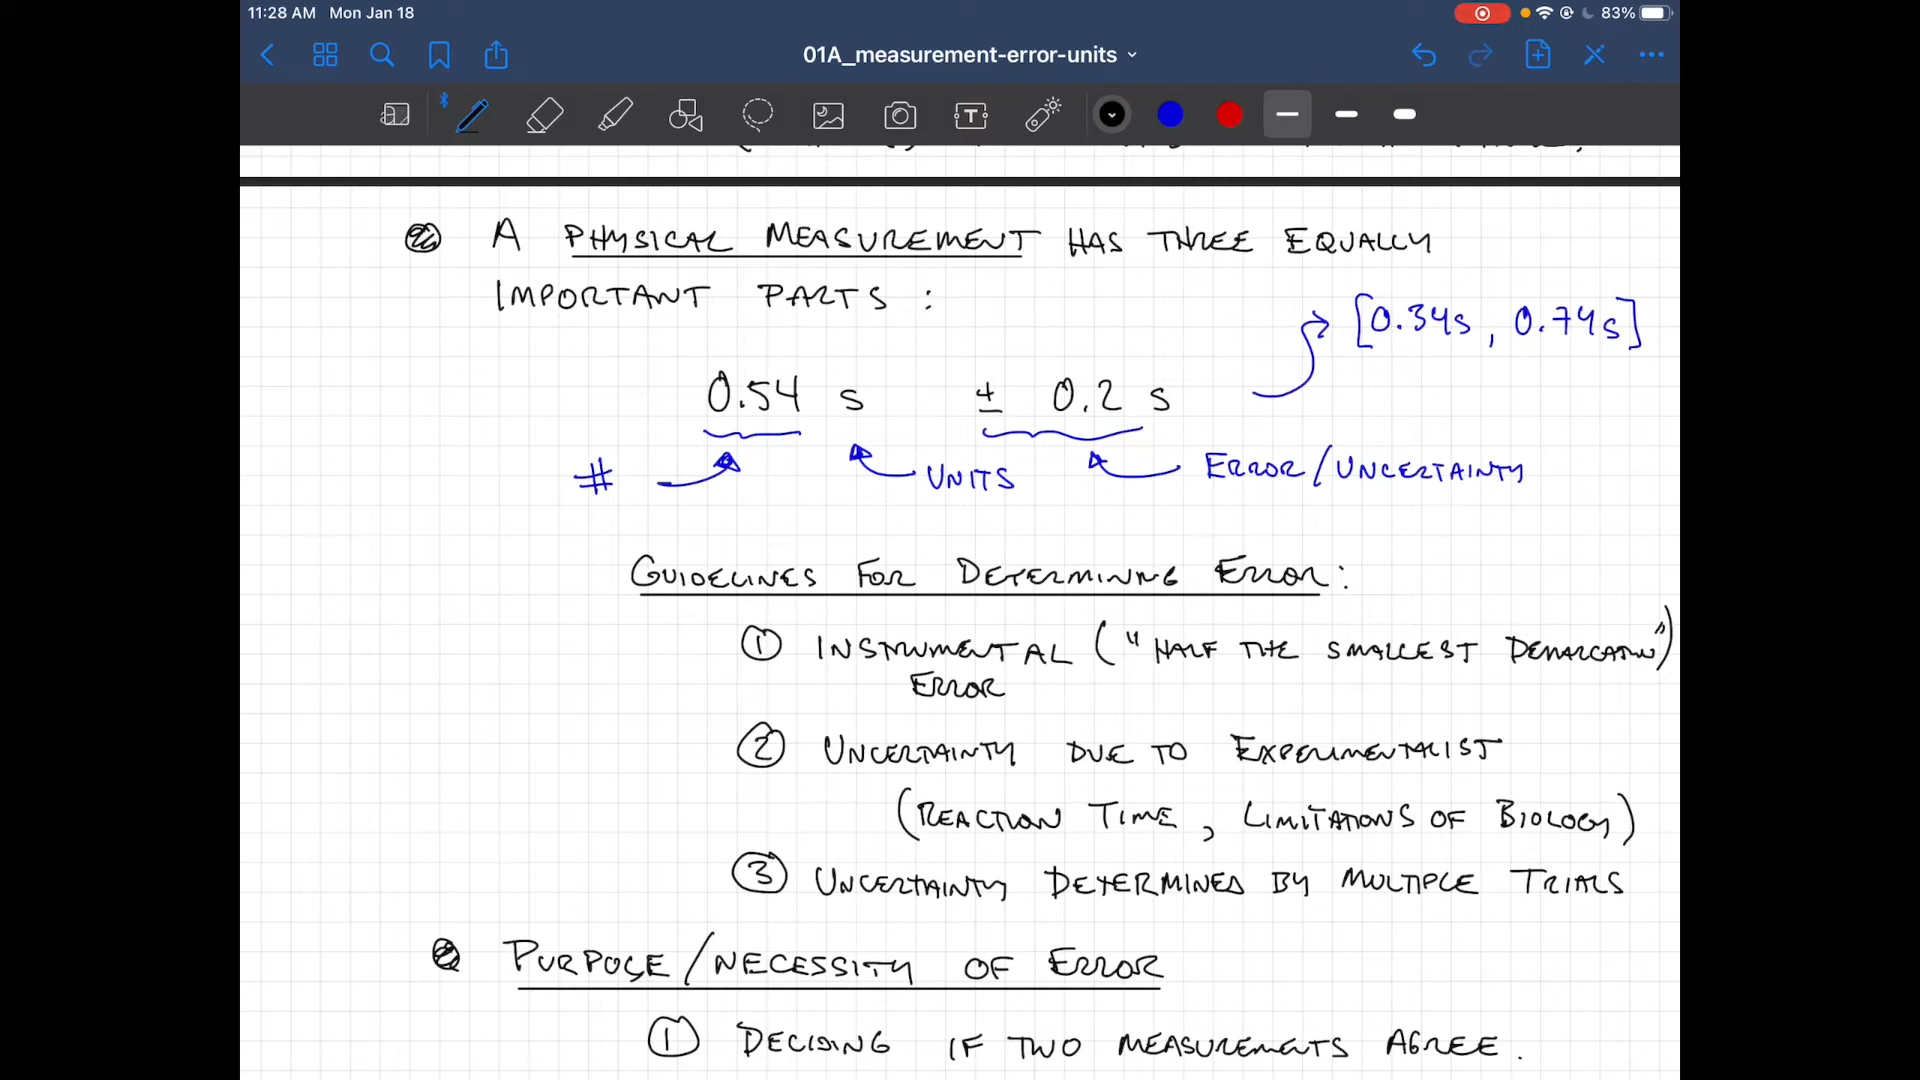 11:28 AM Mon Jan 18
83%
01A_measurement-error-units
A PHYSICAL MEASUREMENT HAS THREE EQUALLY
IMPORTANT PARTS :
[0.34s, 0.74s]
0.54 s ± 0.2 s
# UNITS ERROR/UNCERTAINTY
GUIDELINES FOR DETERMINING ERROR:
① INSTRUMENTAL ("HALF THE SMALLEST DEMARCATION")
ERROR
② UNCERTAINTY DUE TO EXPERIMENTALIST
(REACTION TIME, LIMITATIONS OF BIOLOGY)
③ UNCERTAINTY DETERMINED BY MULTIPLE TRIALS
PURPOSE/NECESSITY OF ERROR
① DECIDING IF TWO MEASUREMENTS AGREE.